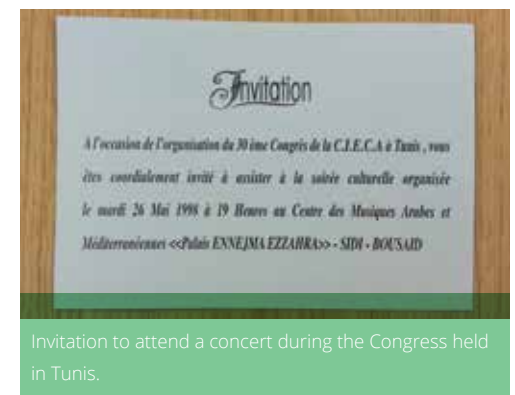 Invitation
A l'occasion de l'organisation du 30 ème Congrès de la C.I.E.C.A à Tunis , vous
êtes coordialement invité à assister à la soirée culturelle organisée
le mardi 26 Mai 1998 à 19 Heures au Centre des Musiques Arabes et
Méditerraniennes <<Palais ENNEJMA EZZAHRA>> - SIDI - BOUSAID
Invitation to attend a concert during the Congress held
in Tunis.